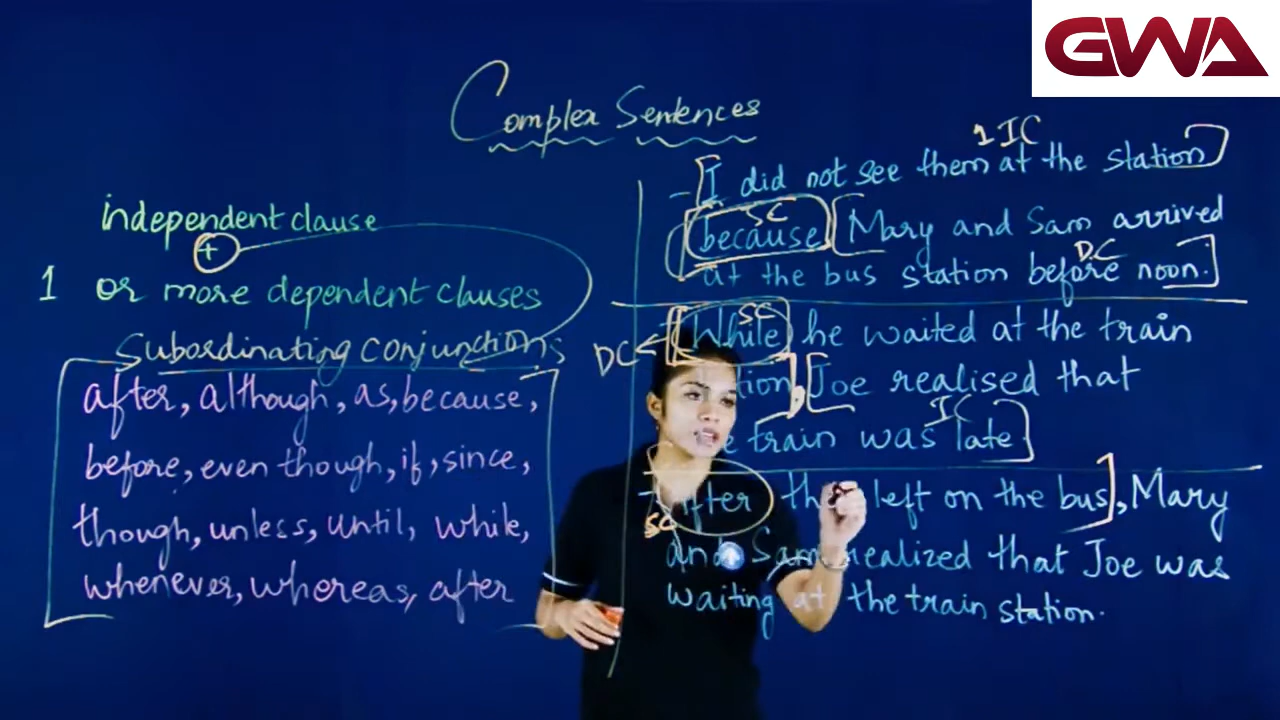 GWA
Complex Sentences
independent clause
+
1 or more dependent clauses
Subordinating conjunctions
after, although, as, because,
before, even though, if, since,
though, unless, until, while,
whenever, whereas, after
1 IC
- I did not see them at the station
SC
because Mary and Sam arrived
DC
at the bus station before noon.
SC
While he waited at the train
DC
Joe realised that
IC
train was late
- After left on the bus, Mary
SC
and Sam realized that Joe was
waiting at the train station.